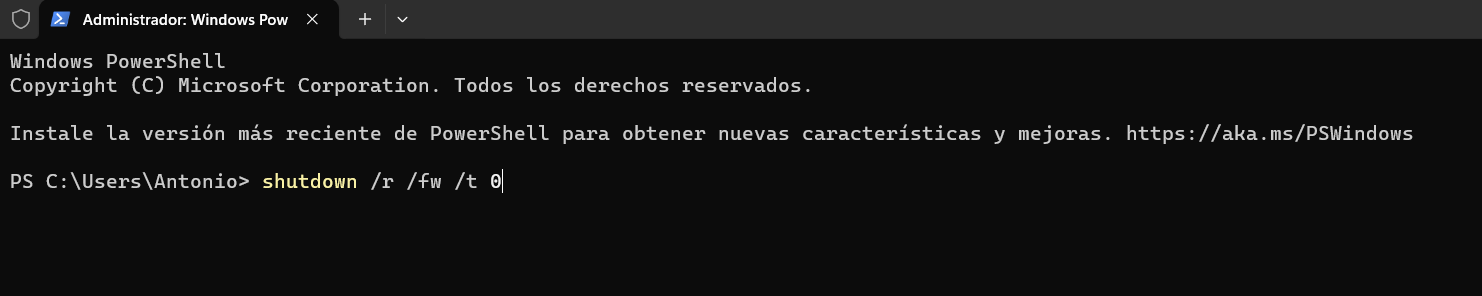 Administrador: Windows Pow
Windows PowerShell
Copyright (C) Microsoft Corporation. Todos los derechos reservados.
Instale la versión más reciente de PowerShell para obtener nuevas características y mejoras. https://aka.ms/PSWindows
PS C:\Users\Antonio> shutdown /r /fw /t 0